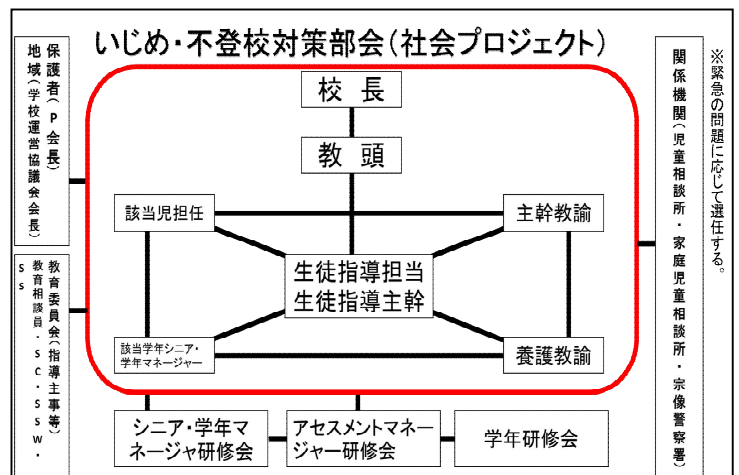 いじめ・不登校対策部会(社会プロジェクト)
保護者(P会長)
地域(学校運営協議会会長)
教育委員会(指導主事等)
教育相談員・SC・SSW・
SS
校長
教頭
該当児担任
主幹教諭
生徒指導担当
生徒指導主幹
該当学年シニア・
学年マネージャー
養護教諭
シニア・学年マ
ネージャ研修会
アセスメントマネー
ジャー研修会
学年研修会
※緊急の問題に応じて選任する。
関係機関(児童相談所・家庭児童相談所・宗像警察署)